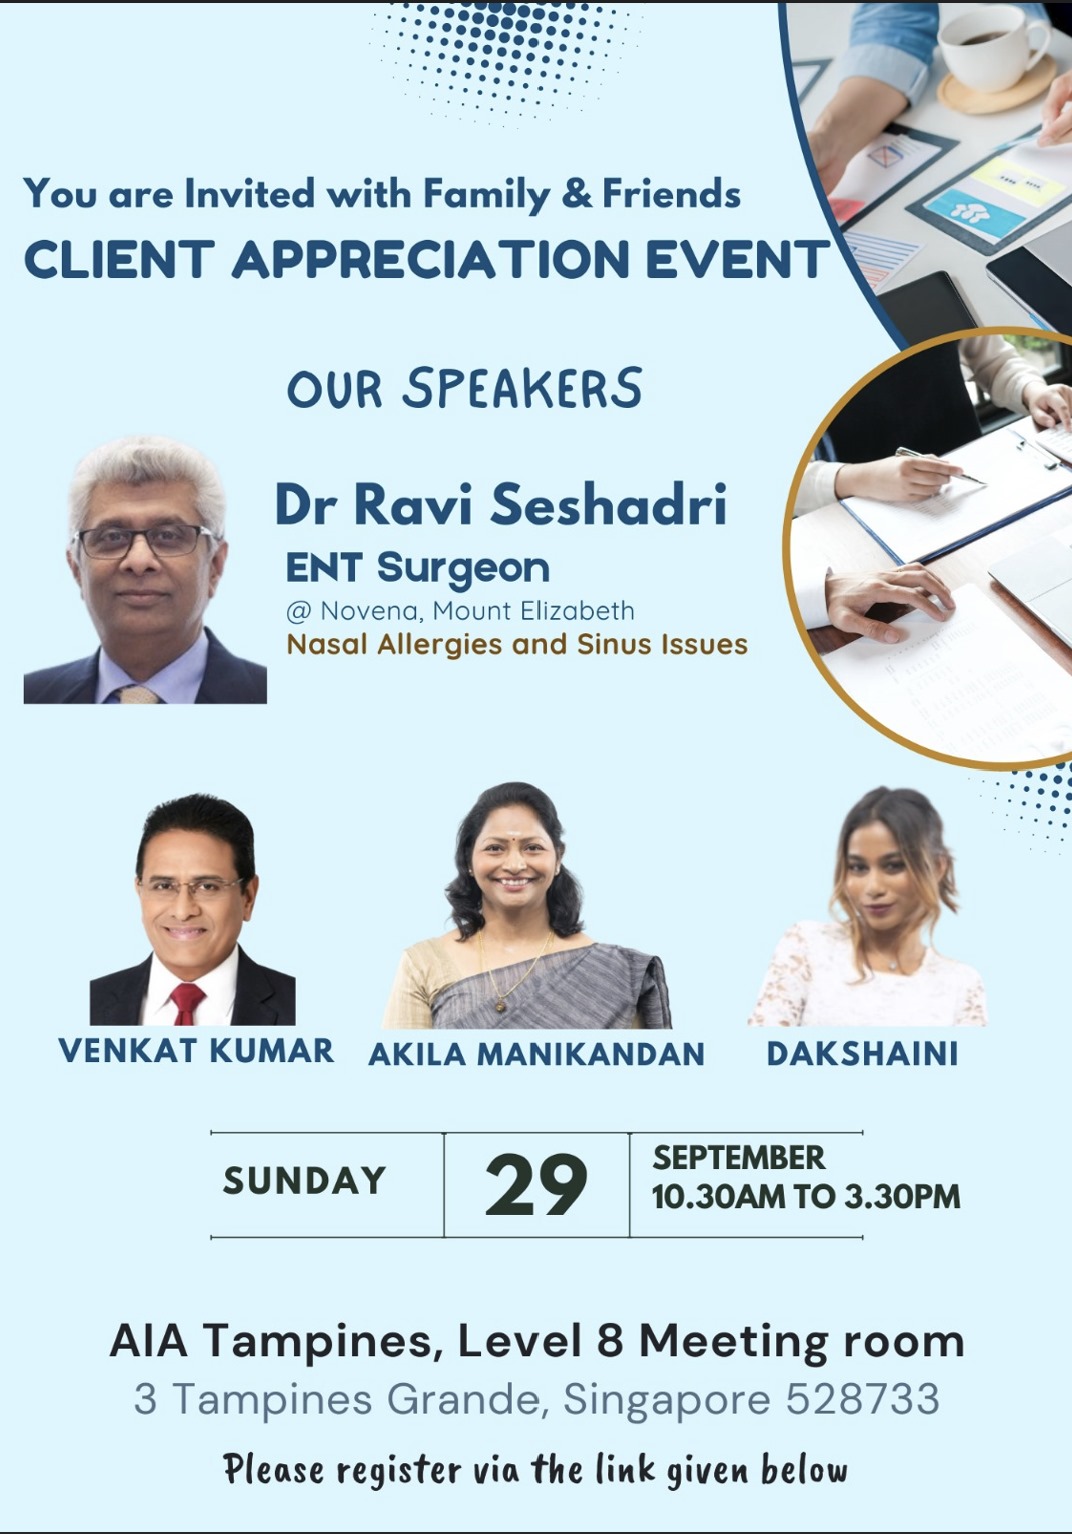 You are Invited with Family & Friends
CLIENT APPRECIATION EVENT
OUR SPEAKERS
Dr Ravi Seshadri
ENT Surgeon
@ Novena, Mount Elizabeth
Nasal Allergies and Sinus Issues
VENKAT KUMAR
AKILA MANIKANDAN
DAKSHAINI
SUNDAY
29
SEPTEMBER
10.30AM TO 3.30PM
AIA Tampines, Level 8 Meeting room
3 Tampines Grande, Singapore 528733
Please register via the link given below